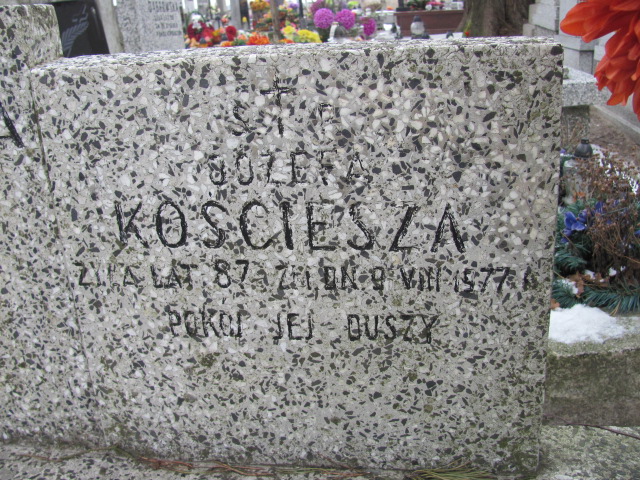 Ś † P
JÓZEFA
KOŚCIESZA
ŻYŁA LAT 87 ZM. DN 9 VIII 1977 R
POKÓJ JEJ DUSZY